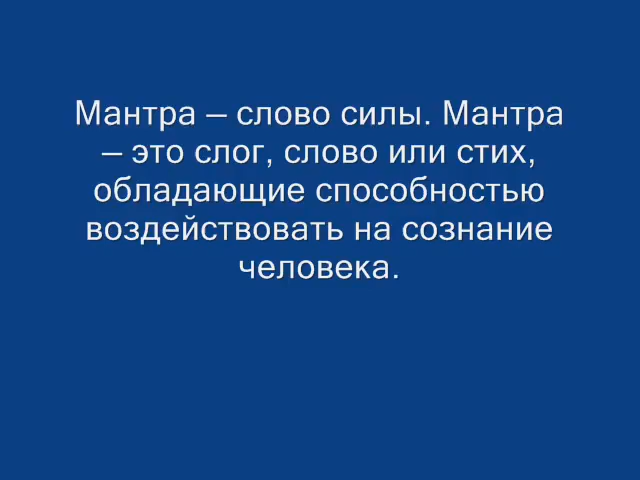 Мантра – слово силы. Мантра
– это слог, слово или стих,
обладающие способностью
воздействовать на сознание
человека.